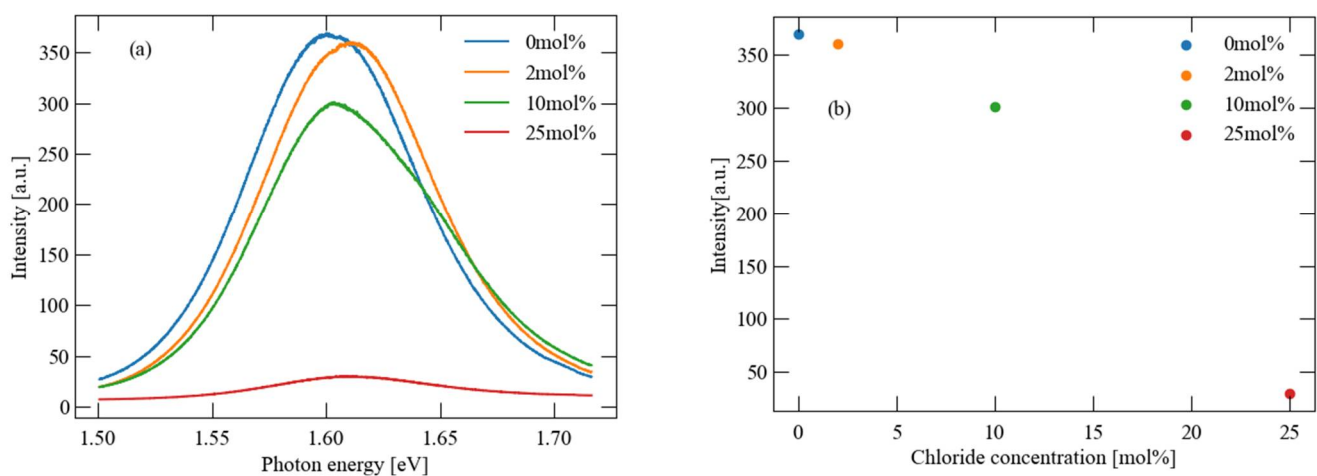 (a)
0mol%
2mol%
10mol%
25mol%
350
300
250
200
150
100
50
0
Intensity [a.u.]
1.50 1.55 1.60 1.65 1.70
Photon energy [eV]
(b)
0mol%
2mol%
10mol%
25mol%
350
300
250
200
150
100
50
Intensity[a.u.]
0 5 10 15 20 25
Chloride concentration [mol%]